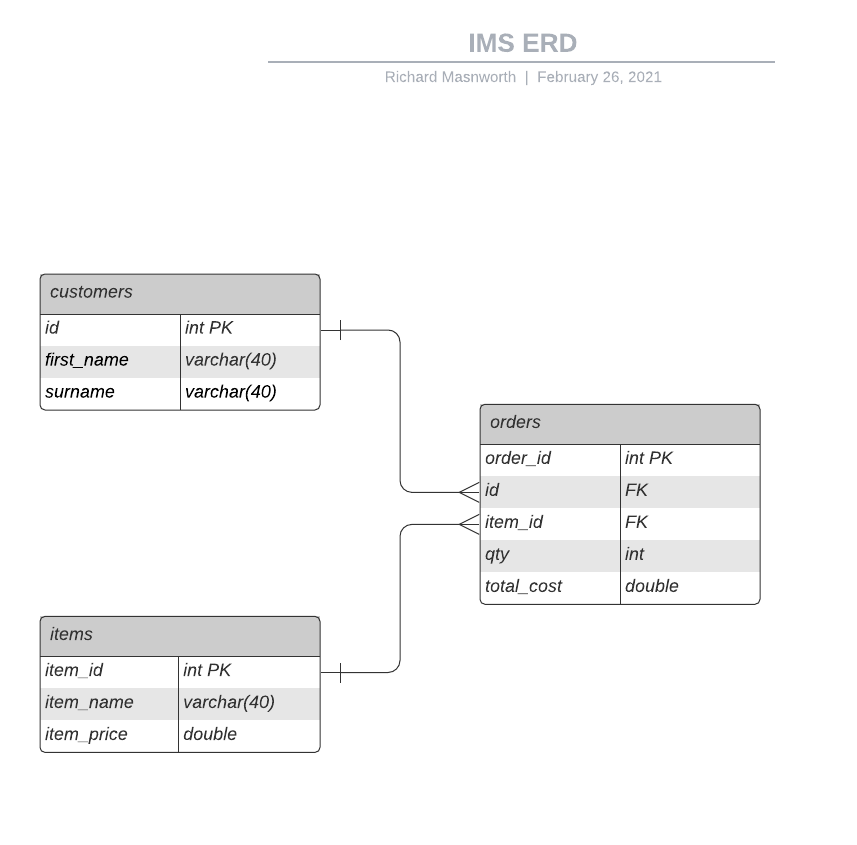 IMS ERD
Richard Masnworth | February 26, 2021
customers
id int PK
first_name varchar(40)
surname varchar(40)
orders
order_id int PK
id FK
item_id FK
qty int
total_cost double
items
item_id int PK
item_name varchar(40)
item_price double